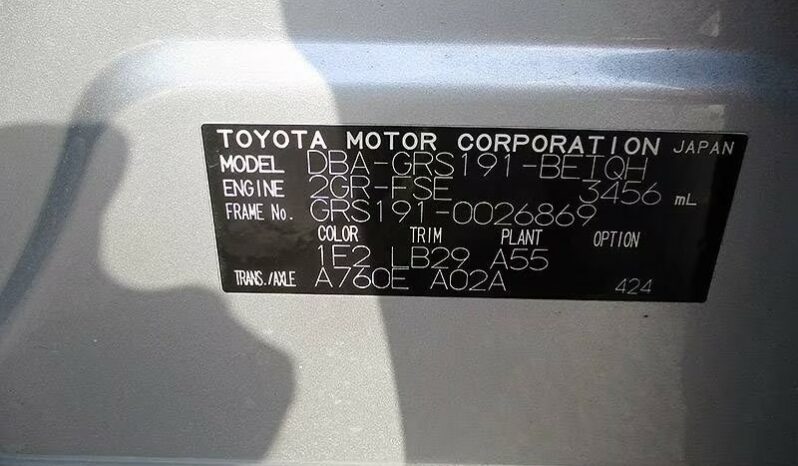 TOYOTA MOTOR CORPORATION JAPAN
MODEL DBA-GRS191-BETQH
ENGINE 2GR-FSE 3456 mL
FRAME No. GRS191-0026869
COLOR TRIM PLANT OPTION
1E2 LB29 A55
TRANS./AXLE A760E A02A 424